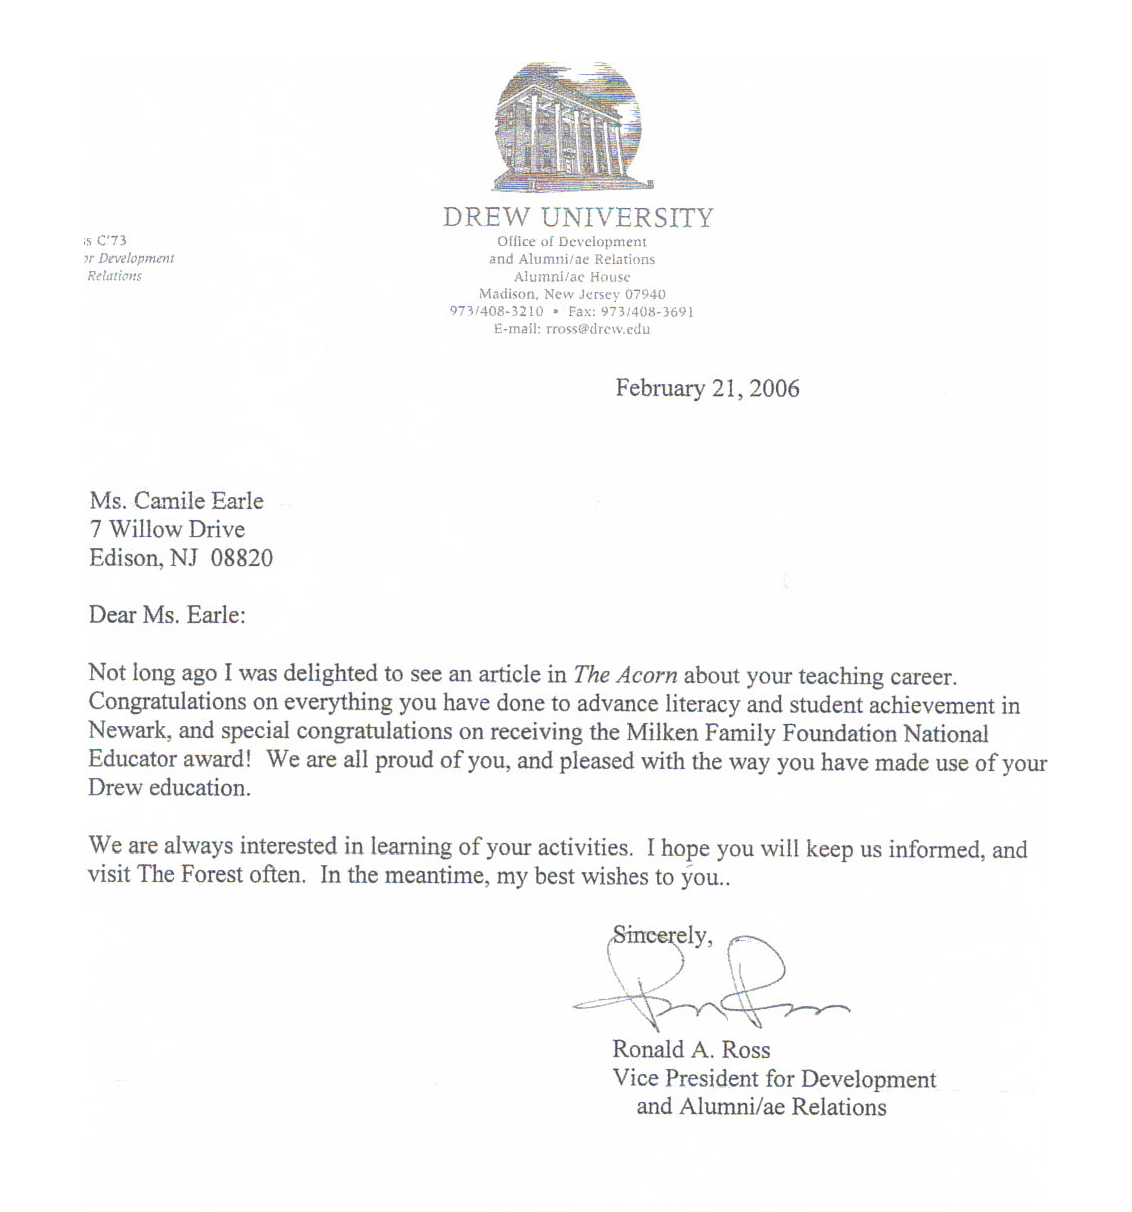 DREW UNIVERSITY
s C'73
Office of Development
or Development
and Alumni/ae Relations
Relations
Alumni/ae House
Madison, New Jersey 07940
973/408-3210 • Fax: 973/408-3691
E-mail: rross@drew.edu
February 21, 2006
Ms. Camile Earle
7 Willow Drive
Edison, NJ 08820
Dear Ms. Earle:
Not long ago I was delighted to see an article in The Acorn about your teaching career.
Congratulations on everything you have done to advance literacy and student achievement in
Newark, and special congratulations on receiving the Milken Family Foundation National
Educator award! We are all proud of you, and pleased with the way you have made use of your
Drew education.
We are always interested in learning of your activities. I hope you will keep us informed, and
visit The Forest often. In the meantime, my best wishes to you..
Sincerely,
Ronald A. Ross
Vice President for Development
and Alumni/ae Relations